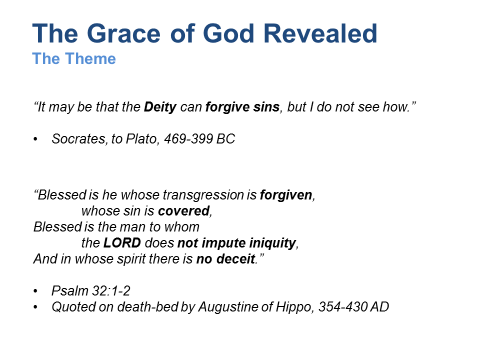 The Grace of God Revealed
The Theme
“It may be that the Deity can forgive sins, but I do not see how.”
• Socrates, to Plato, 469-399 BC
“Blessed is he whose transgression is forgiven,
whose sin is covered,
Blessed is the man to whom
the LORD does not impute iniquity,
And in whose spirit there is no deceit.”
• Psalm 32:1-2
• Quoted on death-bed by Augustine of Hippo, 354-430 AD